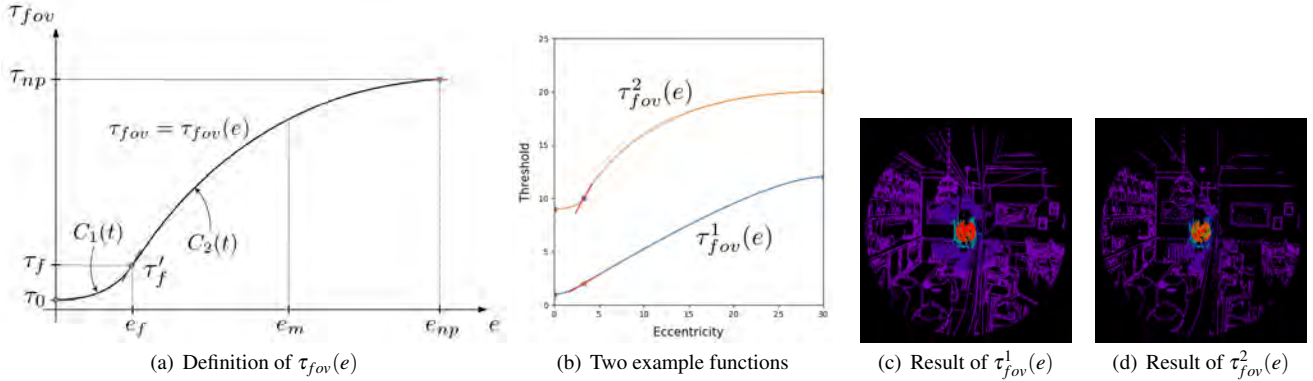 τ_fov
τ_np
τ_fov = τ_fov(e)
C_1(t)
C_2(t)
τ_f
τ'_f
τ_0
e_f
e_m
e_np
e
(a) Definition of τ_fov(e)
25
20
15
10
5
0
Threshold
τ^2_fov(e)
τ^1_fov(e)
0 5 10 15 20 25 30
Eccentricity
(b) Two example functions
(c) Result of τ^1_fov(e)
(d) Result of τ^2_fov(e)